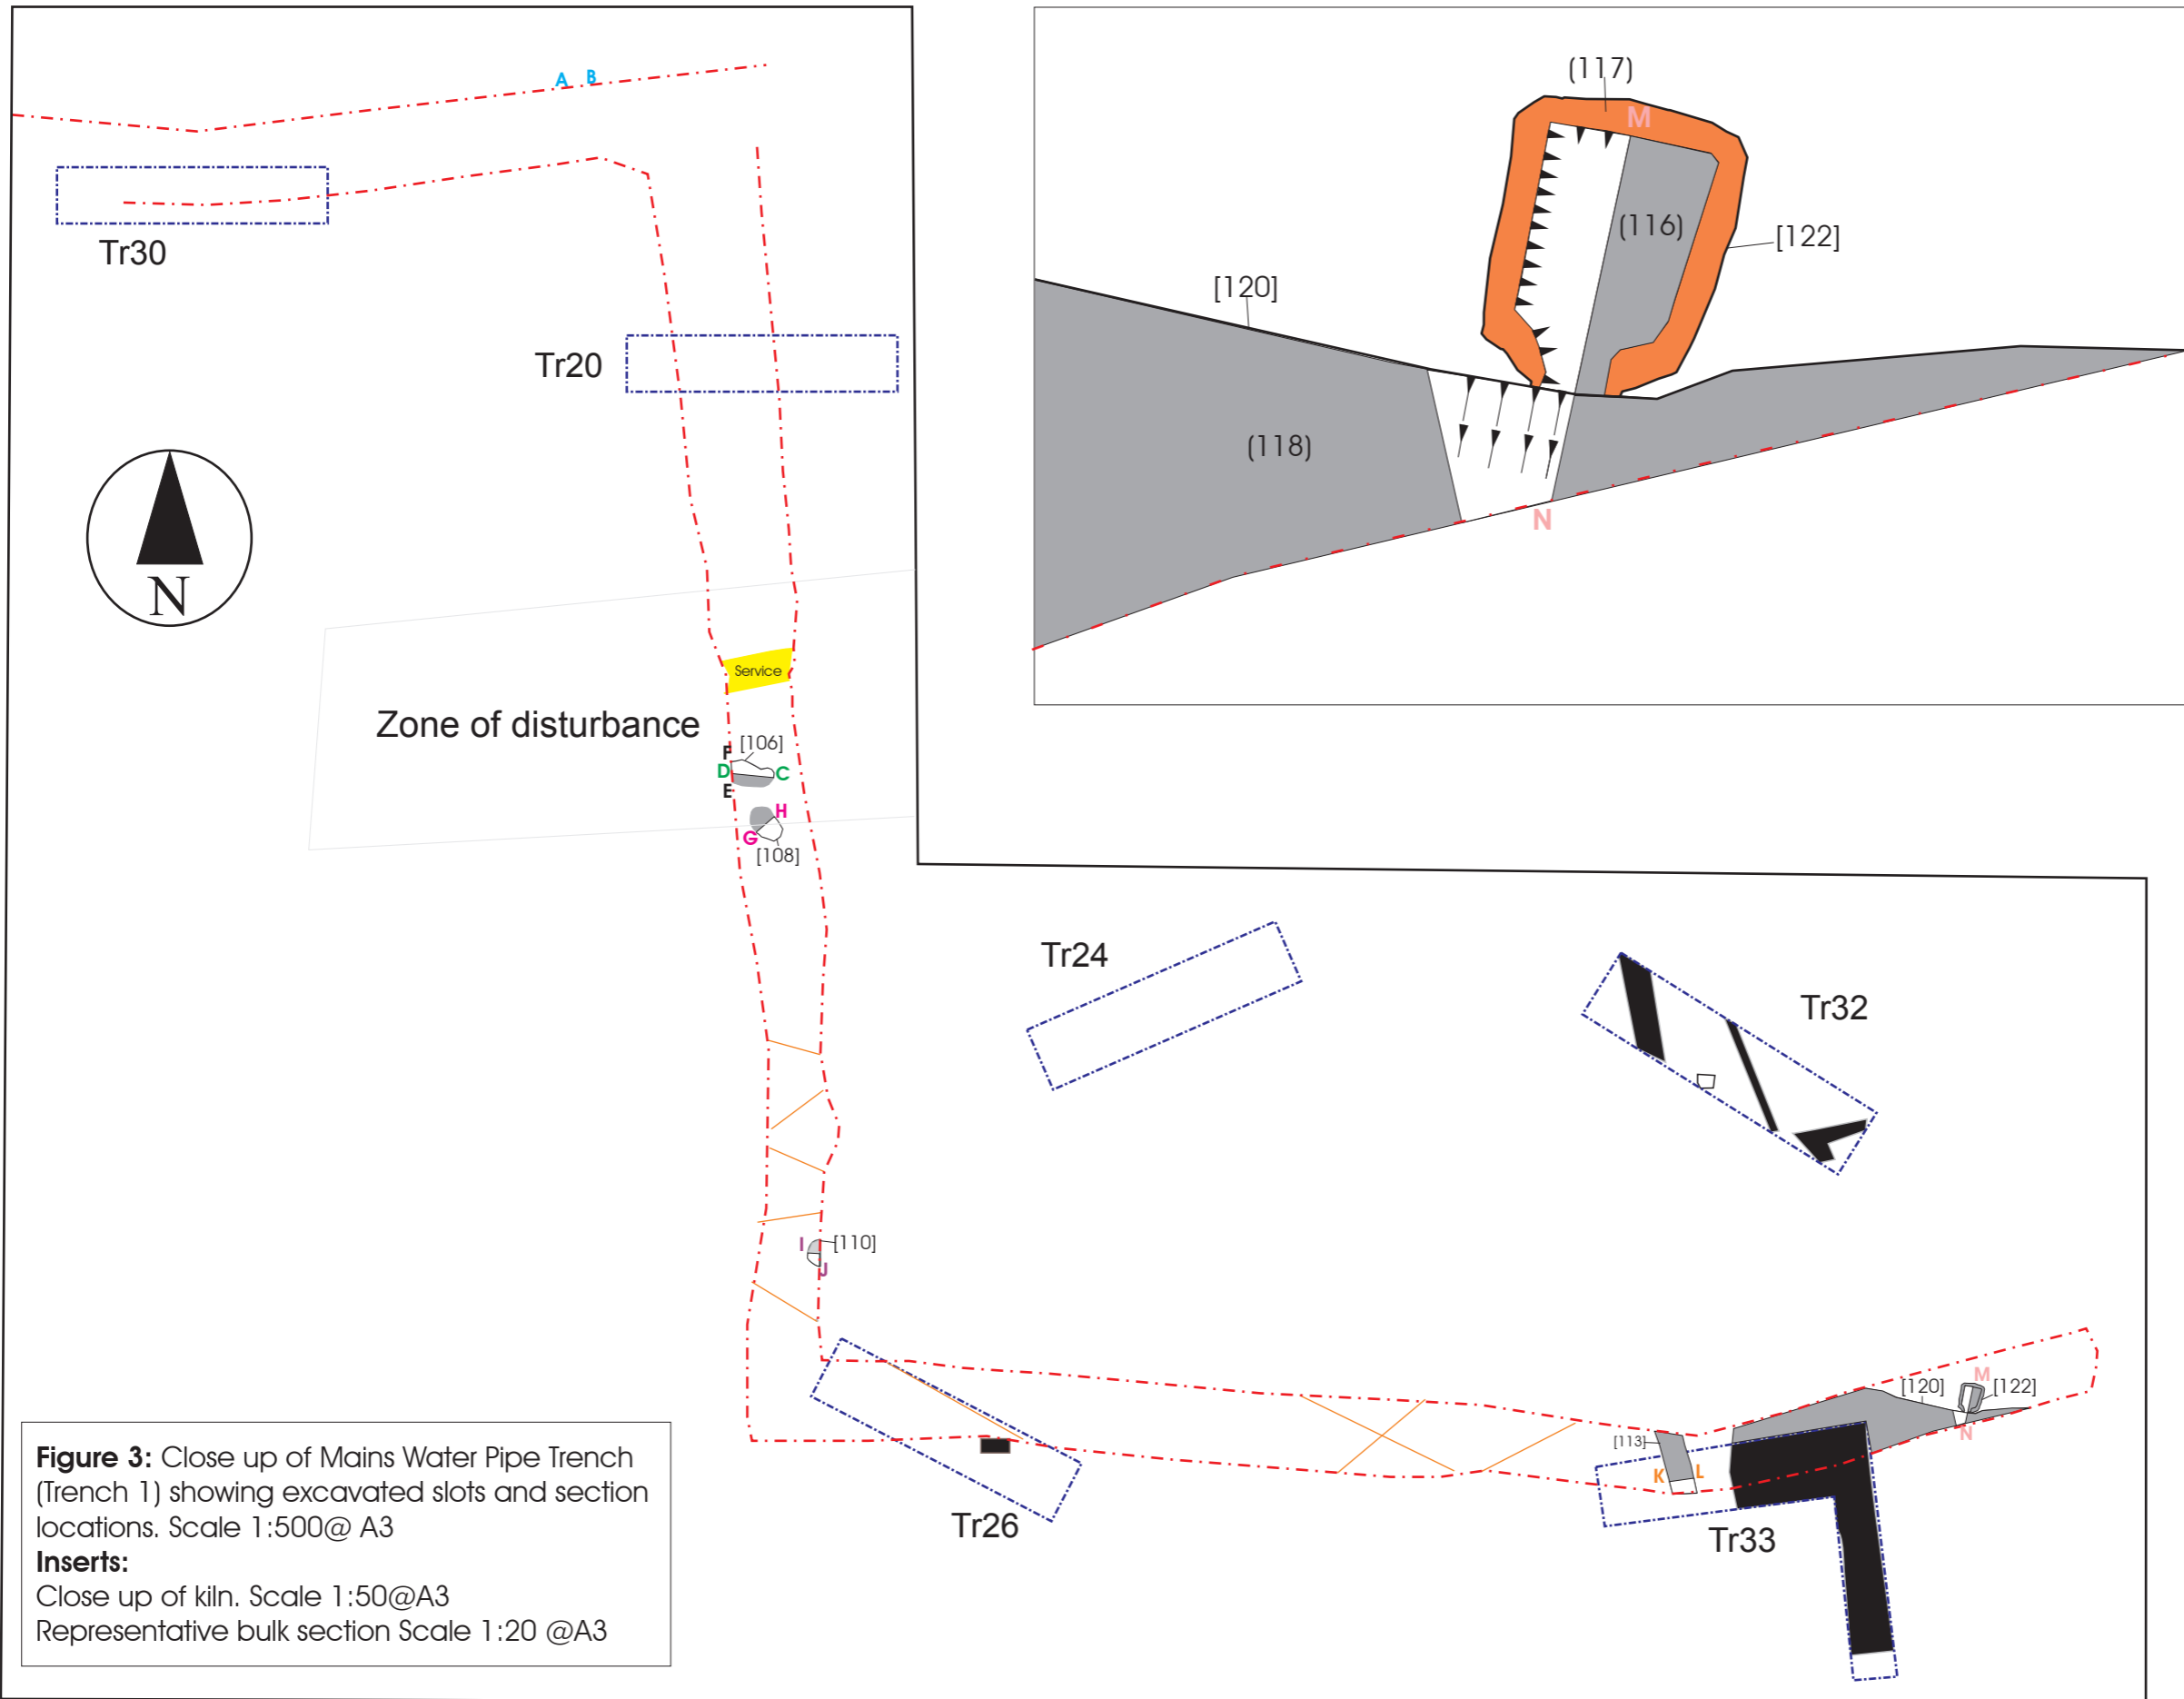 A B
Tr30
Tr20
N
Service
Zone of disturbance
F
[106]
D
C
E
H
G
[108]
I
[110]
J
(117)
M
(116)
[122]
[120]
(118)
N
Tr24
Tr32
Tr26
[113]
K
L
Tr33
[120]
M
[122]
N
Figure 3: Close up of Mains Water Pipe Trench
(Trench 1) showing excavated slots and section
locations. Scale 1:500@ A3
Inserts:
Close up of kiln. Scale 1:50@A3
Representative bulk section Scale 1:20 @A3